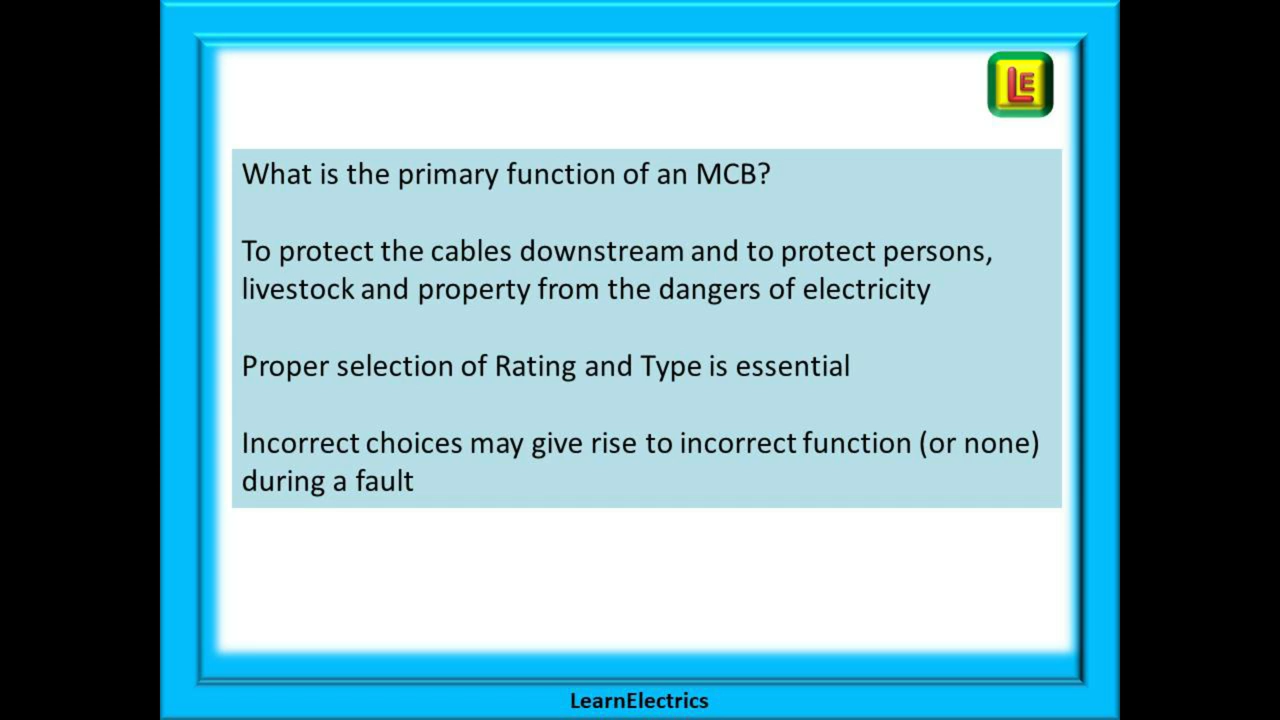 LE
What is the primary function of an MCB?
To protect the cables downstream and to protect persons,
livestock and property from the dangers of electricity
Proper selection of Rating and Type is essential
Incorrect choices may give rise to incorrect function (or none)
during a fault
LearnElectrics